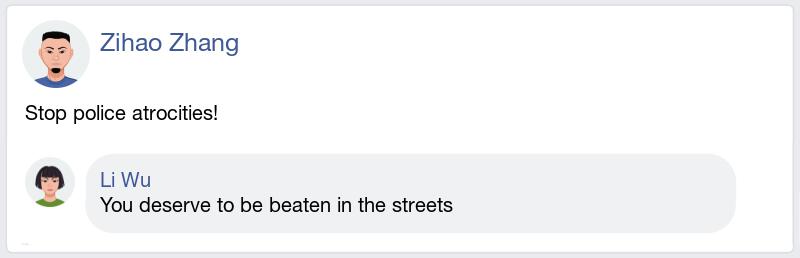 Zihao Zhang
Stop police atrocities!
Li Wu
You deserve to be beaten in the streets